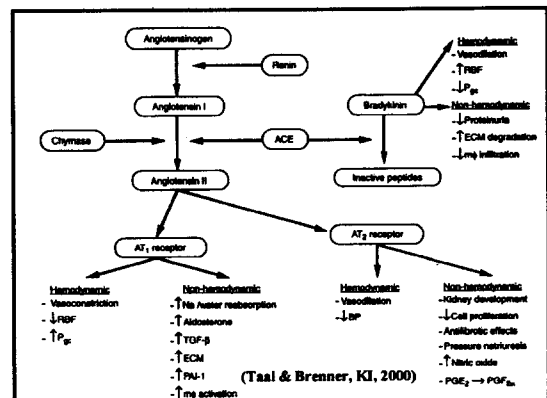 Angiotensinogen
Renin
Angiotensin I
Chymase
ACE
Angiotensin II
Bradykinin
Inactive peptides
Hemodynamic
- Vasodilation
- ↑RBF
- ↓Pgc
Non-hemodynamic
- ↓Proteinuria
- ↑ECM degradation
- ↓mφ infiltration
AT1 receptor
AT2 receptor
Hemodynamic
- Vasoconstriction
- ↓RBF
- ↑Pgc
Non-hemodynamic
- ↑Na /water reabsorption
- ↑Aldosterone
- ↑TGF-β
- ↑ECM
- ↑PAI-1
- ↑mφ activation
Hemodynamic
- Vasodilation
- ↓BP
Non-hemodynamic
-Kidney development
-↓Cell proliferation
-Antifibrotic effects
-Pressure natriuresis
-↑Nitric oxide
- PGE2 → PGF2α
(Taal & Brenner, KI, 2000)